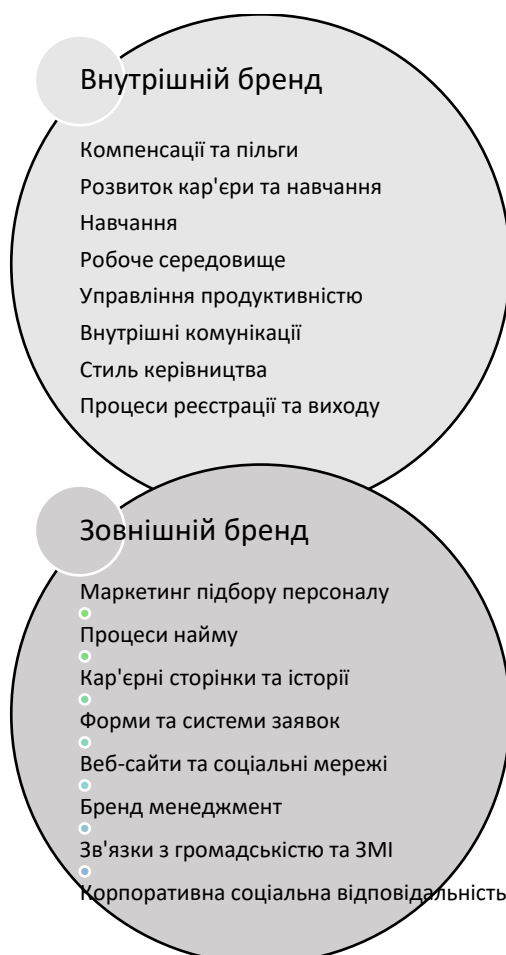 Внутрішній бренд
Компенсації та пільги
Розвиток кар'єри та навчання
Навчання
Робоче середовище
Управління продуктивністю
Внутрішні комунікації
Стиль керівництва
Процеси реєстрації та виходу
Зовнішній бренд
Маркетинг підбору персоналу
Процеси найму
Кар'єрні сторінки та історії
Форми та системи заявок
Веб-сайти та соціальні мережі
Бренд менеджмент
Зв'язки з громадськістю та ЗМІ
Корпоративна соціальна відповідальність